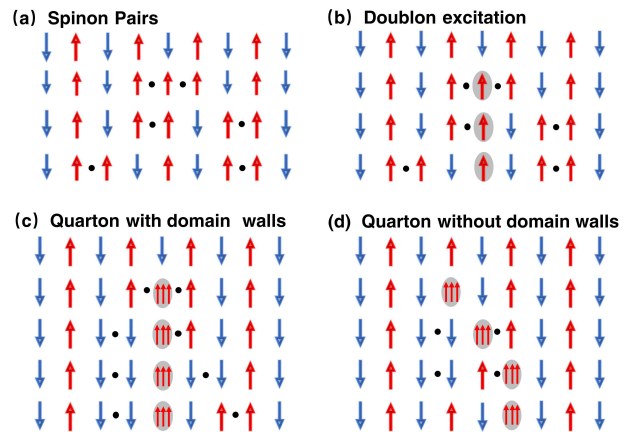 (a) Spinon Pairs
(b) Doublon excitation
(c) Quarton with domain walls
(d) Quarton without domain walls